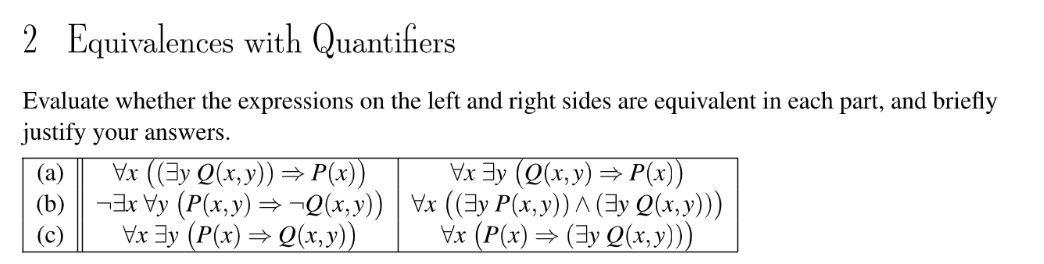 2 Equivalences with Quantifiers
Evaluate whether the expressions on the left and right sides are equivalent in each part, and briefly
justify your answers.
(a) ∀x ((∃y Q(x,y)) ⇒ P(x)) ∀x ∃y (Q(x,y) ⇒ P(x))
(b) ¬∃x ∀y (P(x,y) ⇒ ¬Q(x,y)) ∀x ((∃y P(x,y)) ∧ (∃y Q(x,y)))
(c) ∀x ∃y (P(x) ⇒ Q(x,y)) ∀x (P(x) ⇒ (∃y Q(x,y)))